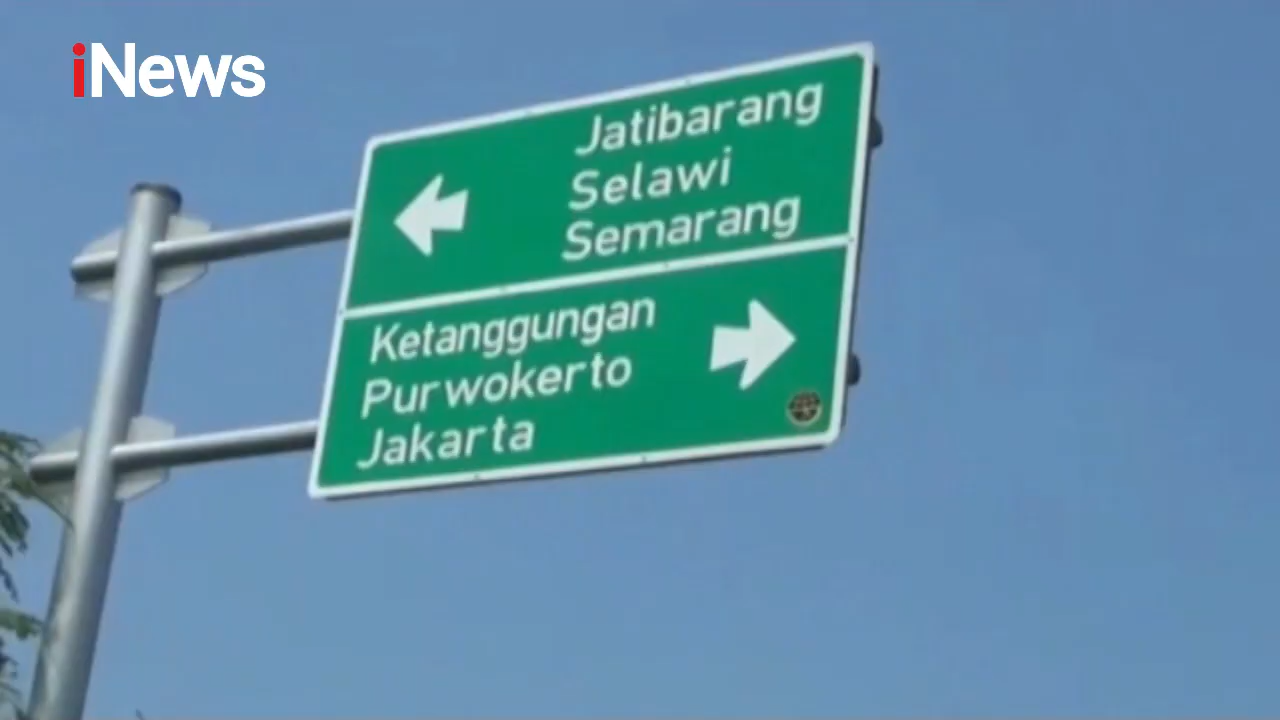 iNews
Jatibarang
Selawi
Semarang
Ketanggungan
Purwokerto
Jakarta